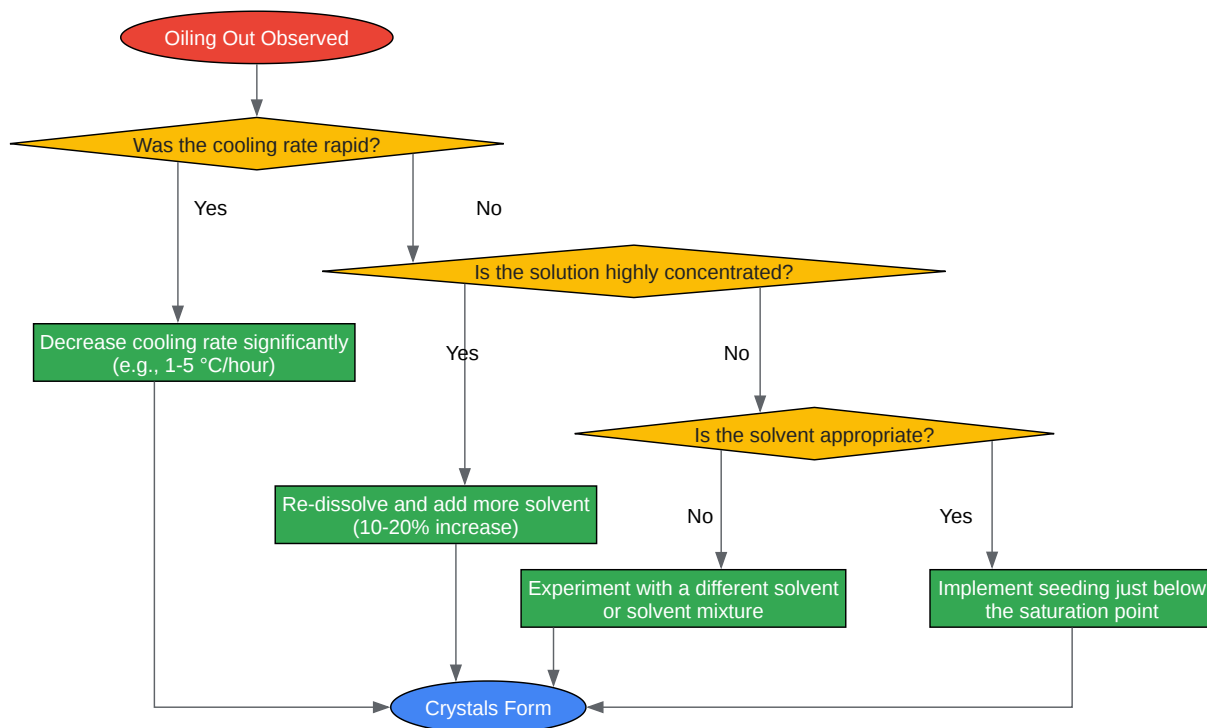 Oiling Out Observed
Was the cooling rate rapid?
Yes
No
Is the solution highly concentrated?
Decrease cooling rate significantly
(e.g., 1-5 °C/hour)
Yes
No
Is the solvent appropriate?
Re-dissolve and add more solvent
(10-20% increase)
No
Yes
Experiment with a different solvent
or solvent mixture
Implement seeding just below
the saturation point
Crystals Form